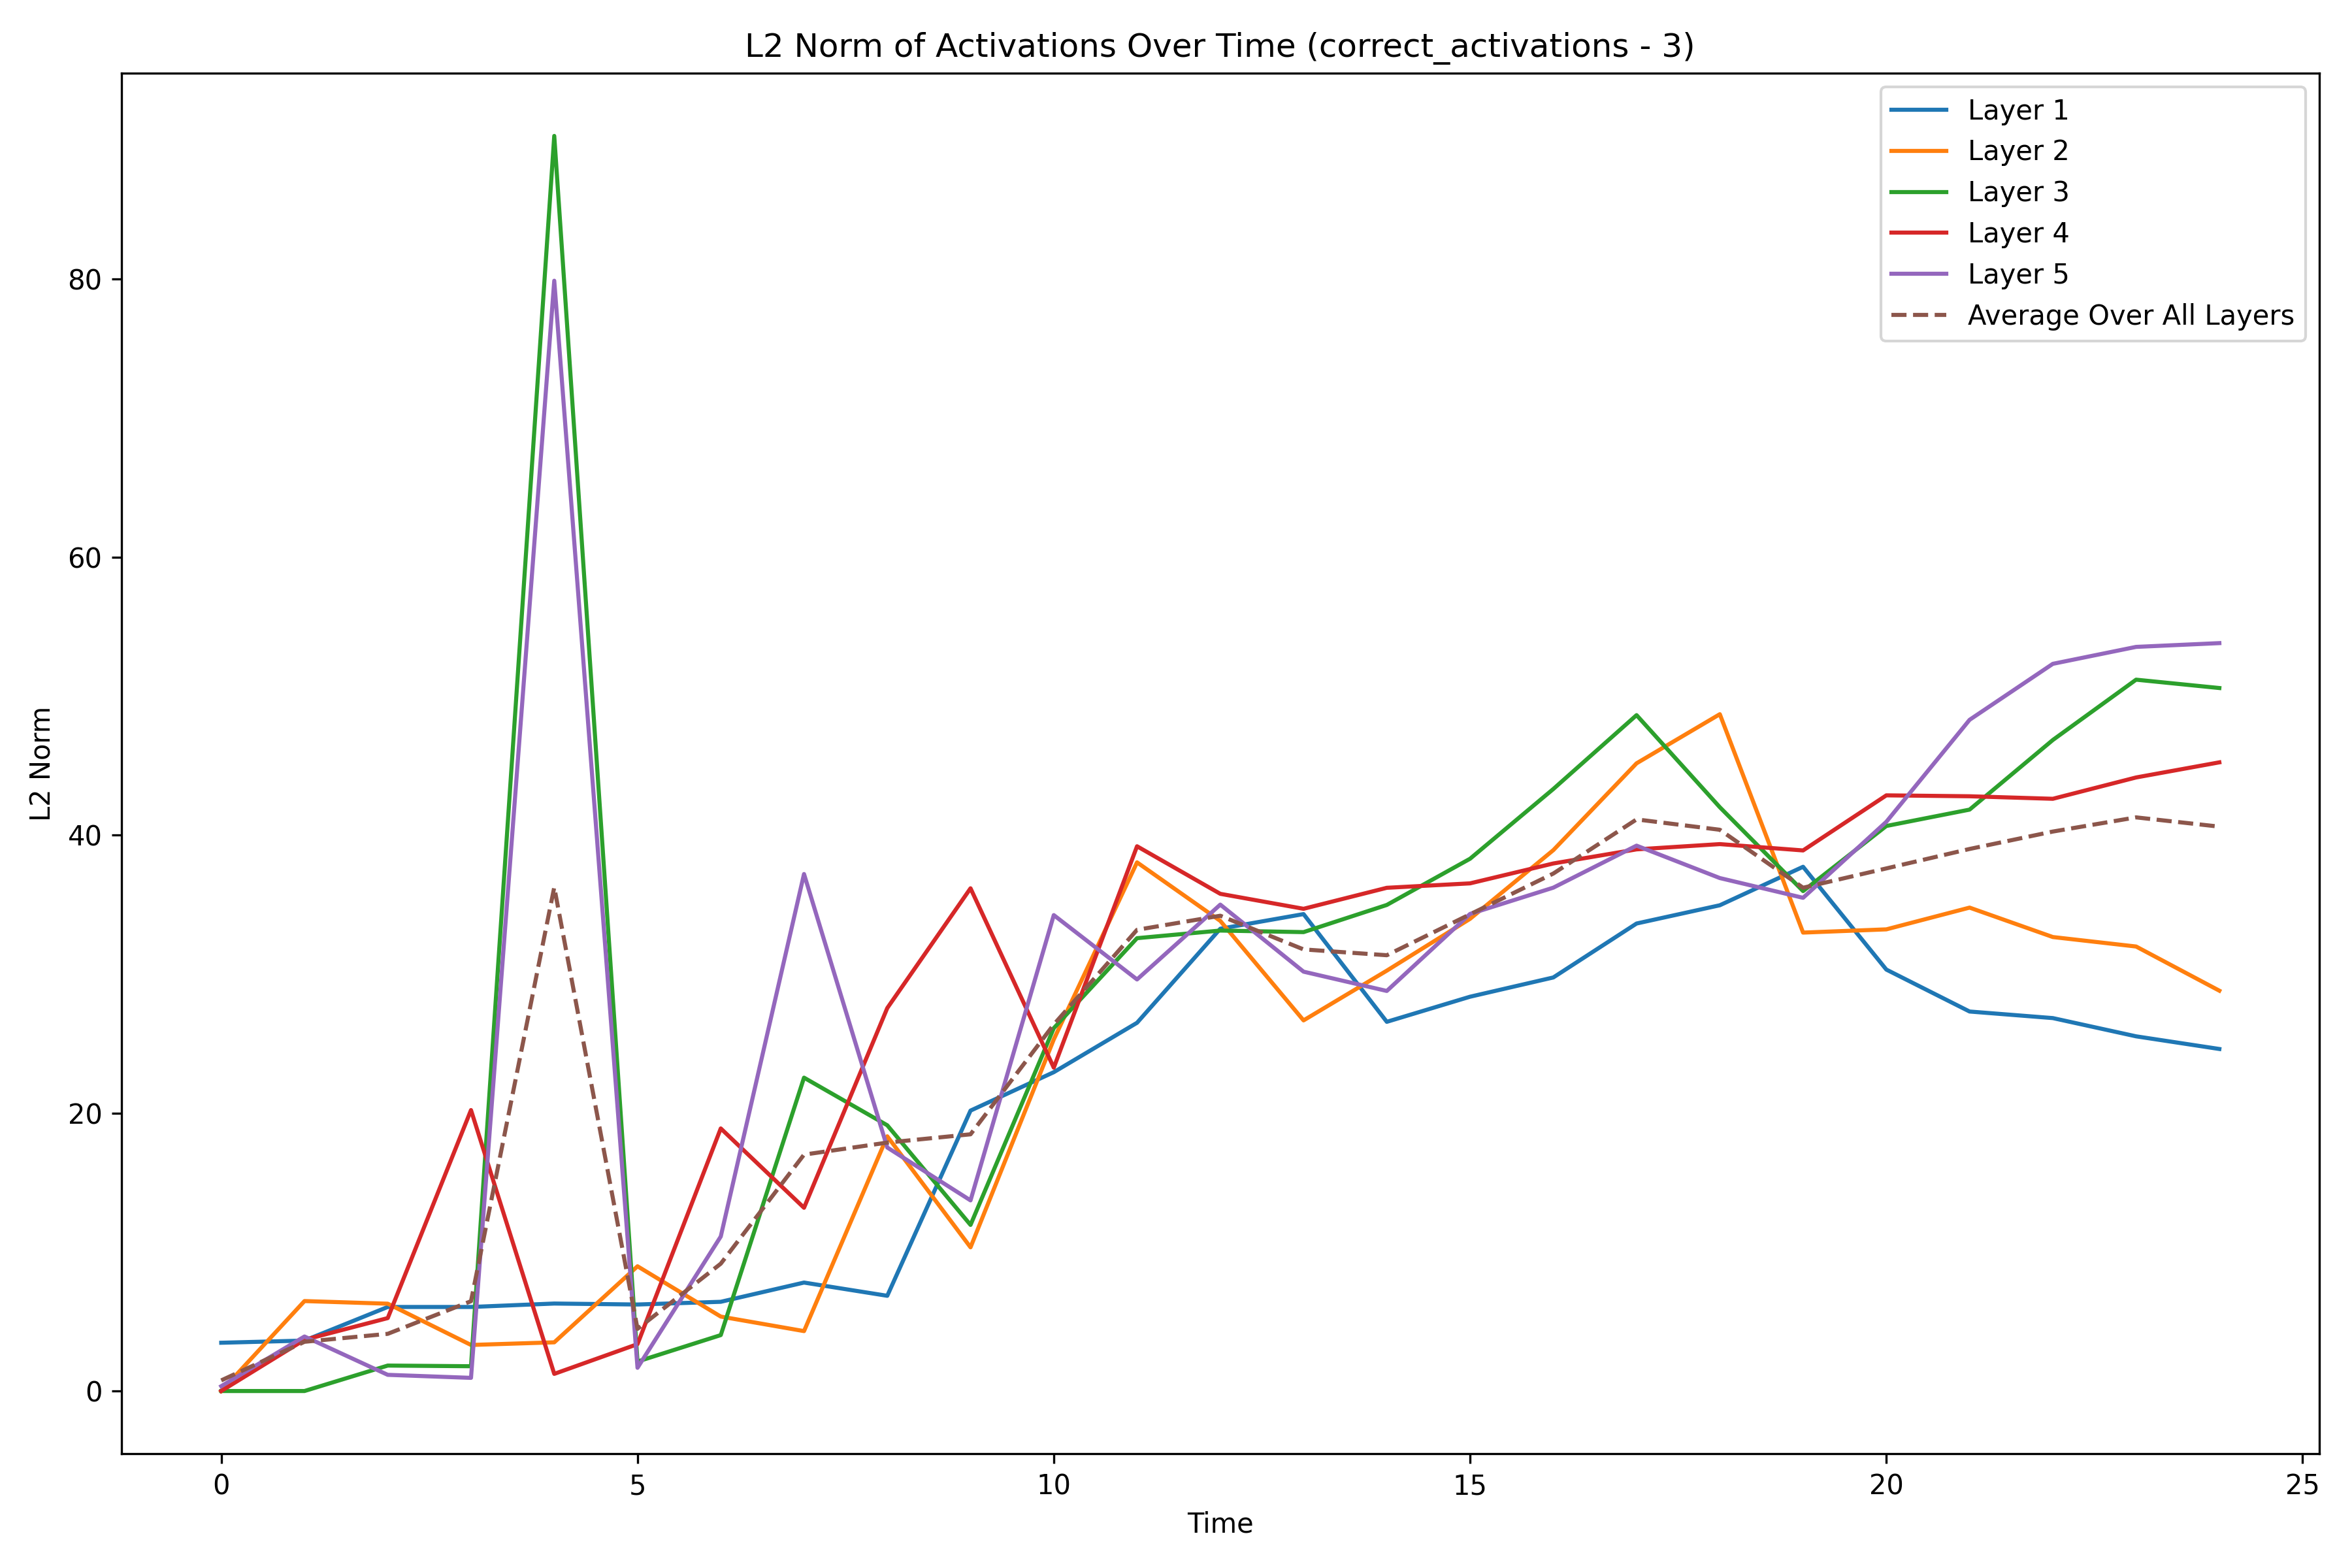 L2 Norm of Activations Over Time (correct_activations - 3)
Layer 1
Layer 2
Layer 3
Layer 4
Layer 5
Average Over All Layers
80
60
40
20
0
L2 Norm
0 5 10 15 20 25
Time